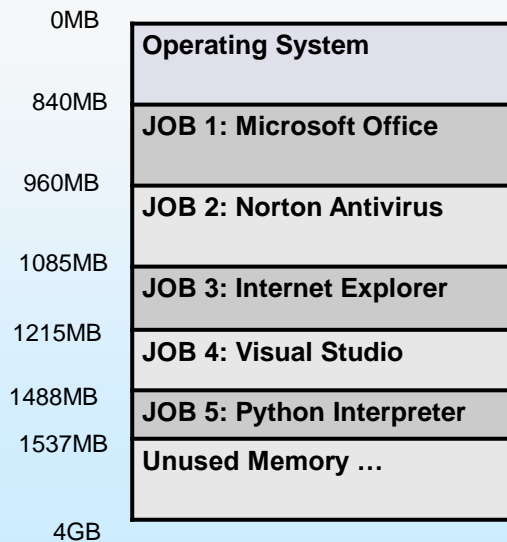 0MB
Operating System
840MB
JOB 1: Microsoft Office
960MB
JOB 2: Norton Antivirus
1085MB
JOB 3: Internet Explorer
1215MB
JOB 4: Visual Studio
1488MB
JOB 5: Python Interpreter
1537MB
Unused Memory …
4GB